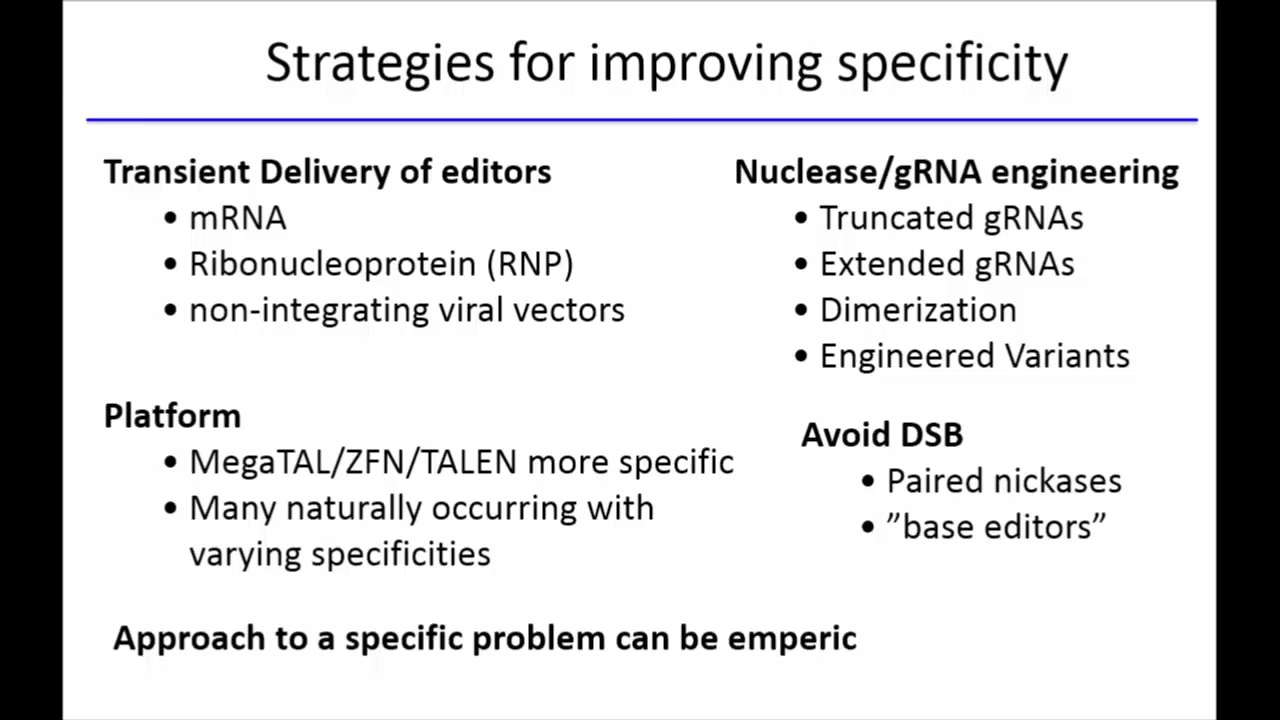 Strategies for improving specificity
Transient Delivery of editors
• mRNA
• Ribonucleoprotein (RNP)
• non-integrating viral vectors
Platform
• MegaTAL/ZFN/TALEN more specific
• Many naturally occurring with
varying specificities
Nuclease/gRNA engineering
• Truncated gRNAs
• Extended gRNAs
• Dimerization
• Engineered Variants
Avoid DSB
• Paired nickases
• ”base editors”
Approach to a specific problem can be emperic